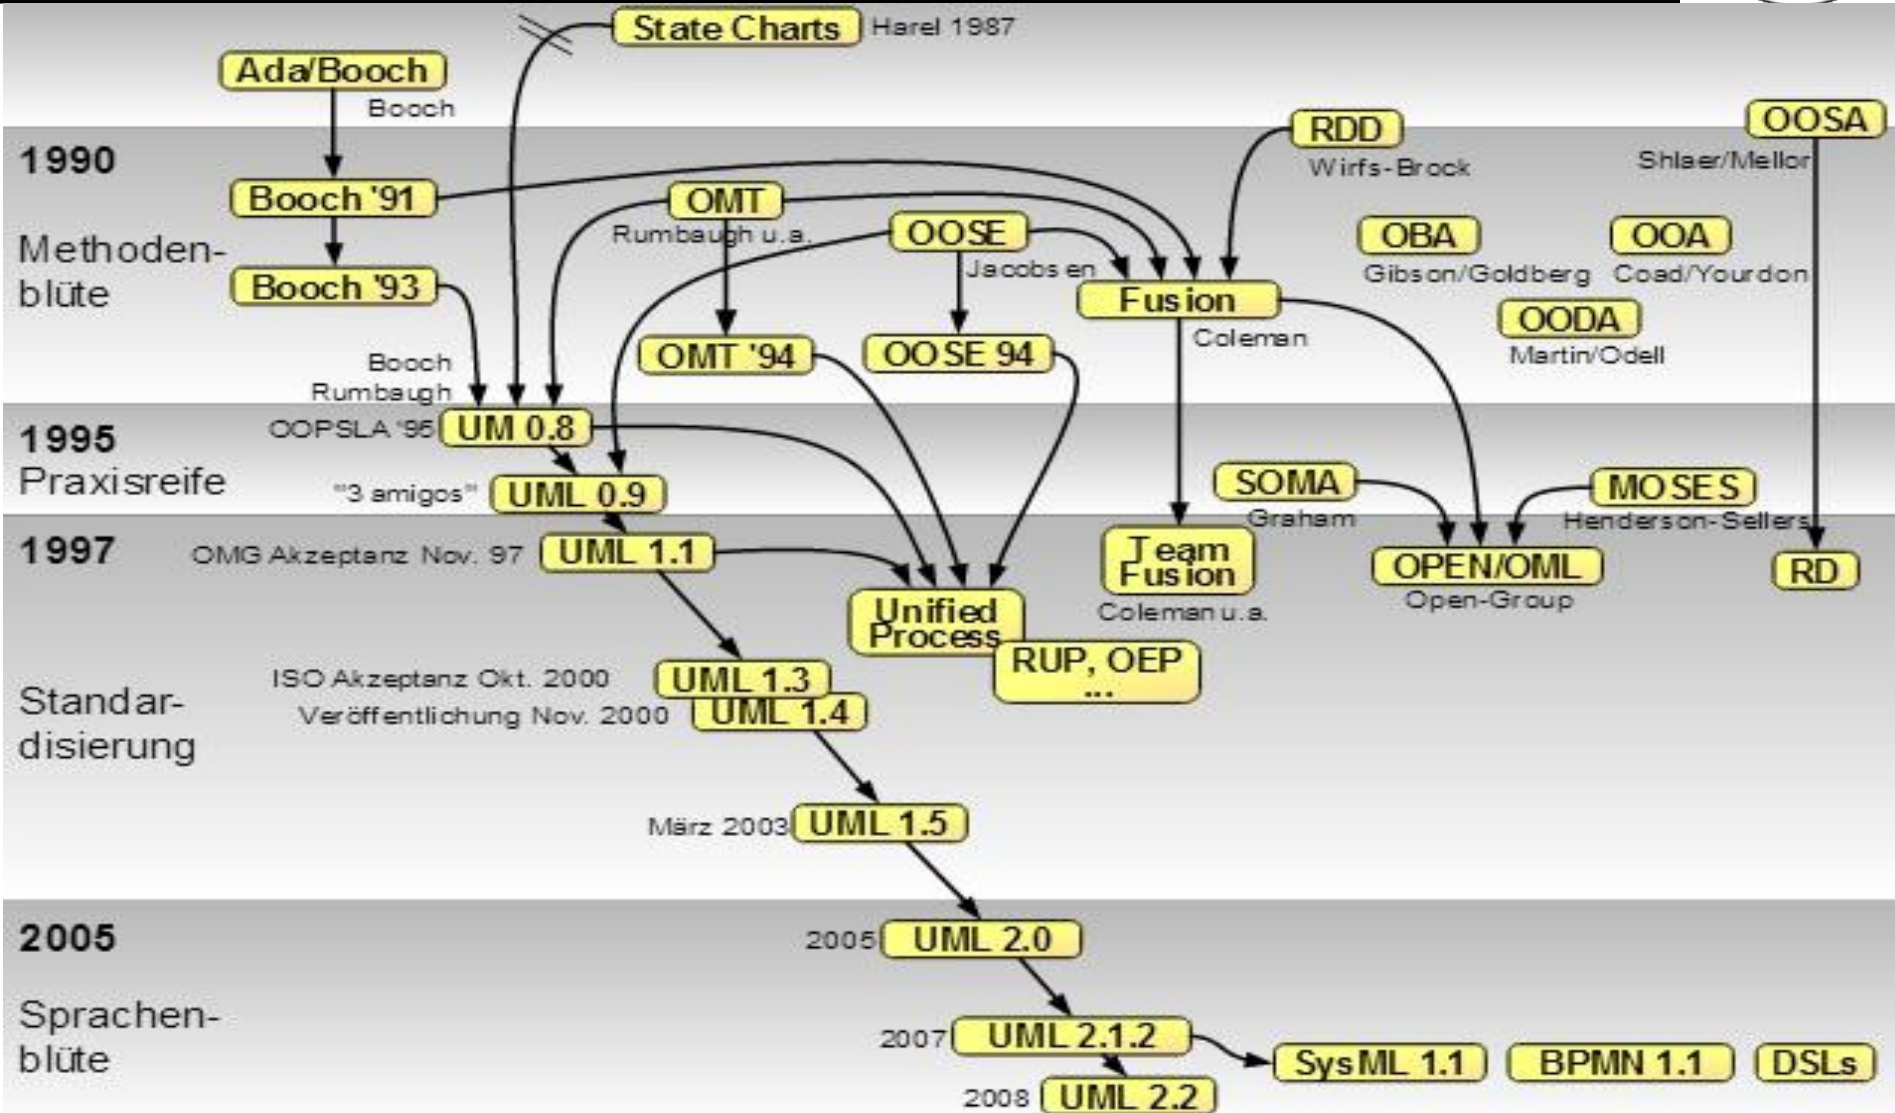 State Charts Harel 1987
Ada/Booch
Booch
RDD
Wirfs-Brock
OOSA
Shlaer/Mellor
1990
Methoden-
blüte
Booch '91
Booch '93
OMT
Rumbaugh u.a.
OOSE
Jacobsen
OBA
Gibson/Goldberg
OOA
Coad/Yourdon
OODA
Martin/Odell
Fusion
Coleman
OMT '94
OOSE 94
Booch
Rumbaugh
1995
Praxisreife
OOPSLA '95 UM 0.8
"3 amigos" UML 0.9
SOMA
Graham
MOSES
Henderson-Sellers
1997
Standar-
disierung
OMG Akzeptanz Nov. 97 UML 1.1
Team
Fusion
Coleman u.a.
OPEN/OML
Open-Group
RD
Unified
Process
RUP, OEP
...
ISO Akzeptanz Okt. 2000 UML 1.3
Veröffentlichung Nov. 2000 UML 1.4
März 2003 UML 1.5
2005
Sprachen-
blüte
2005 UML 2.0
2007 UML 2.1.2
SysML 1.1
BPMN 1.1
DSLs
2008 UML 2.2